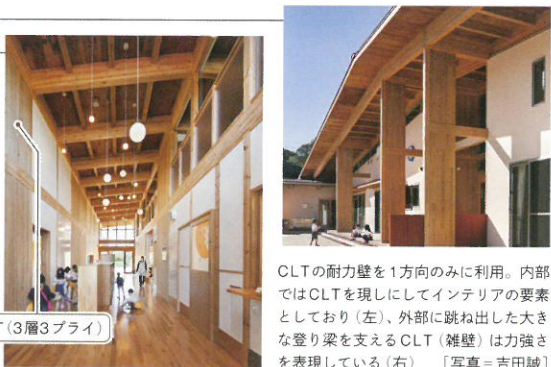 T(3層3プライ)
CLTの耐力壁を1方向のみに利用。内部
ではCLTを現しにしてインテリアの要素
としており(左)、外部に跳ね出した大き
な登り梁を支えるCLT(雑壁)は力強さ
を表現している(右) [写真=吉田誠]